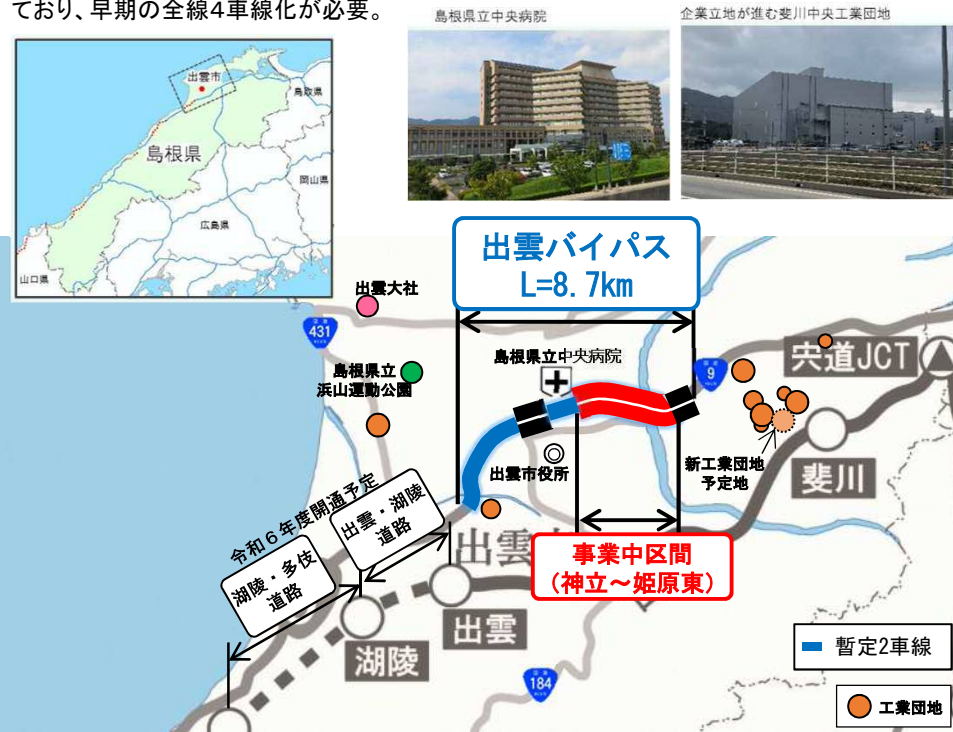 ており、早期の全線4車線化が必要。
島根県立中央病院
企業立地が進む斐川中央工業団地
出雲市
鳥取県
島根県
岡山県
広島県
山口県
出雲バイパス
L=8.7km
出雲大社
431
島根県立中央病院
9
宍道JCT
島根県立
浜山運動公園
出雲市役所
新工業団地
予定地
斐川
令和6年度開通予定
出雲・湖陵
道路
湖陵・多伎
道路
出雲
事業中区間
(神立～姫原東)
出雲
湖陵
184
暫定2車線
工業団地